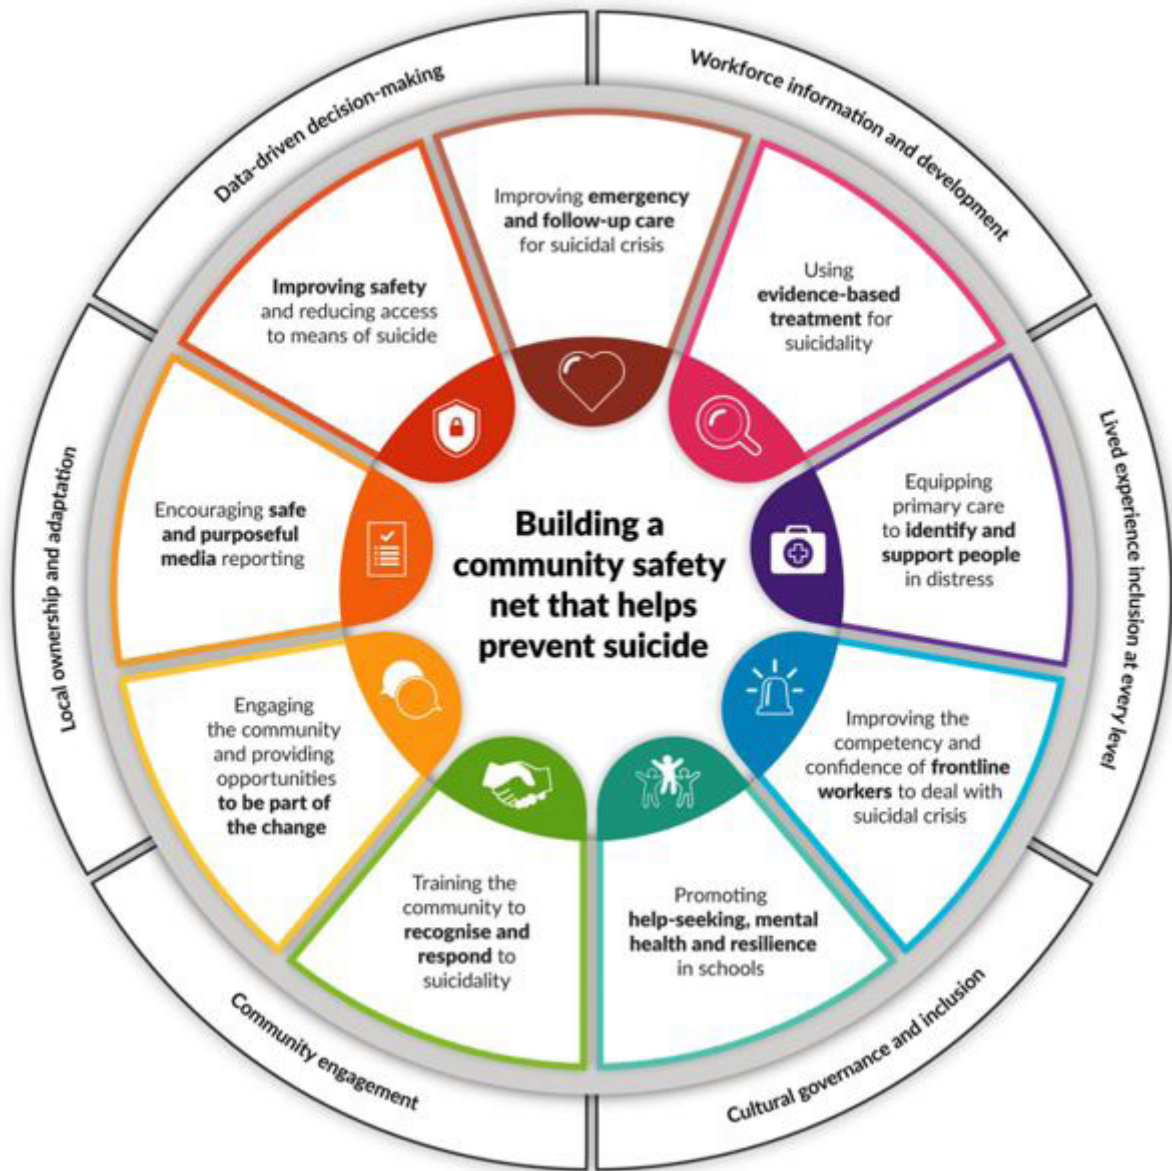 Data-driven decision-making
Workforce information and development
Lived experience inclusion at every level
Cultural governance and inclusion
Community engagement
Local ownership and adaptation
Improving emergency
and follow-up care
for suicidal crisis
Using
evidence-based
treatment for
suicidality
Equipping
primary care
to identify and
support people
in distress
Improving the
competency and
confidence of frontline
workers to deal with
suicidal crisis
Promoting
help-seeking, mental
health and resilience
in schools
Training the
community to
recognise and
respond to
suicidality
Engaging
the community
and providing
opportunities
to be part of
the change
Encouraging safe
and purposeful
media reporting
Improving safety
and reducing access
to means of suicide
Building a
community safety
net that helps
prevent suicide